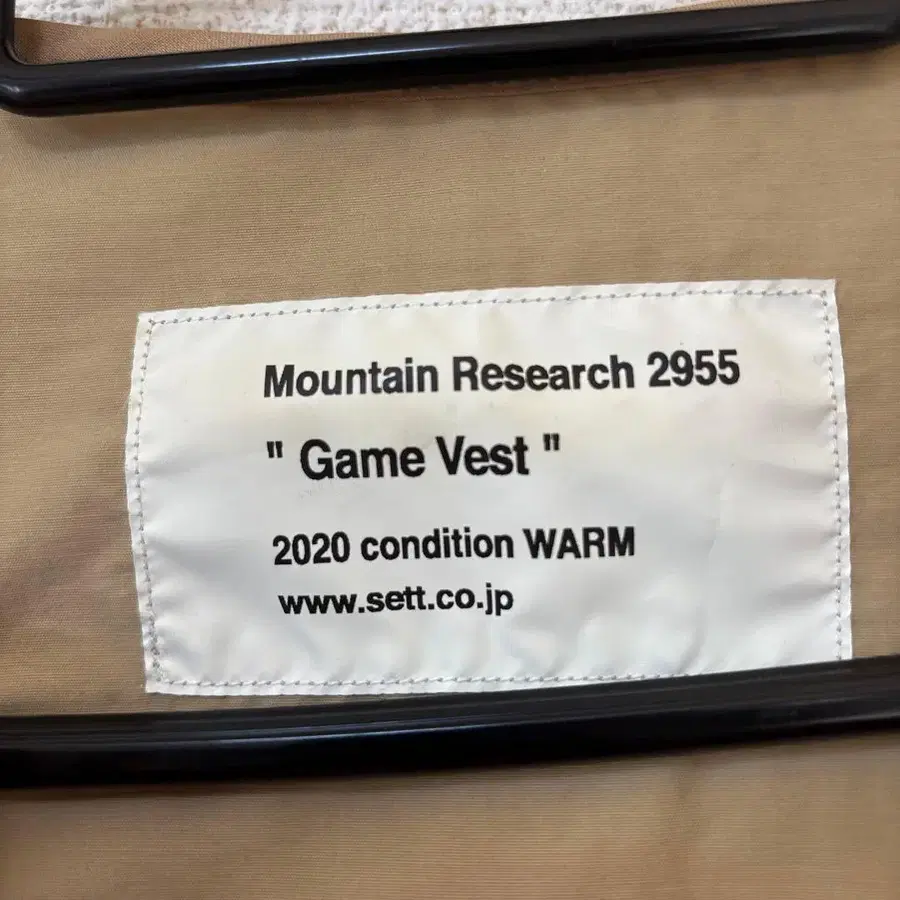 Mountain Research 2955
" Game Vest "
2020 condition WARM
www.sett.co.jp